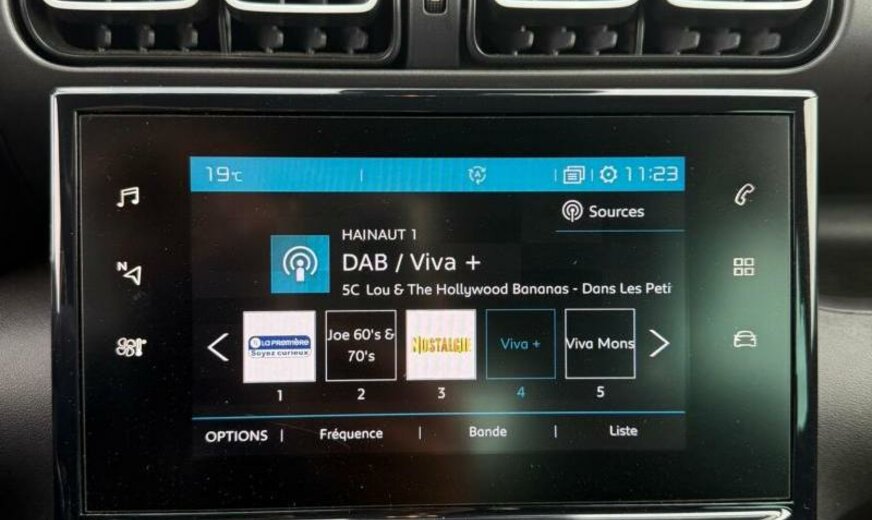 19°C
11:23
Sources
HAINAUT 1
DAB / Viva +
5C Lou & The Hollywood Bananas - Dans Les Peti
N
LA PREMIÈRE
Soyez curieux
Joe 60's &
70's
NOSTALGIE
Viva +
Viva Mons
1 2 3 4 5
OPTIONS | Fréquence | Bande | Liste